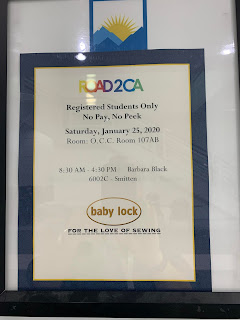 ROAD2CA
Registered Students Only
No Pay, No Peek
Saturday, January 25, 2020
Room: O.C.C. Room 107AB
8:30 AM - 4:30 PM Barbara Black
6002C - Smitten
baby lock
FOR THE LOVE OF SEWING